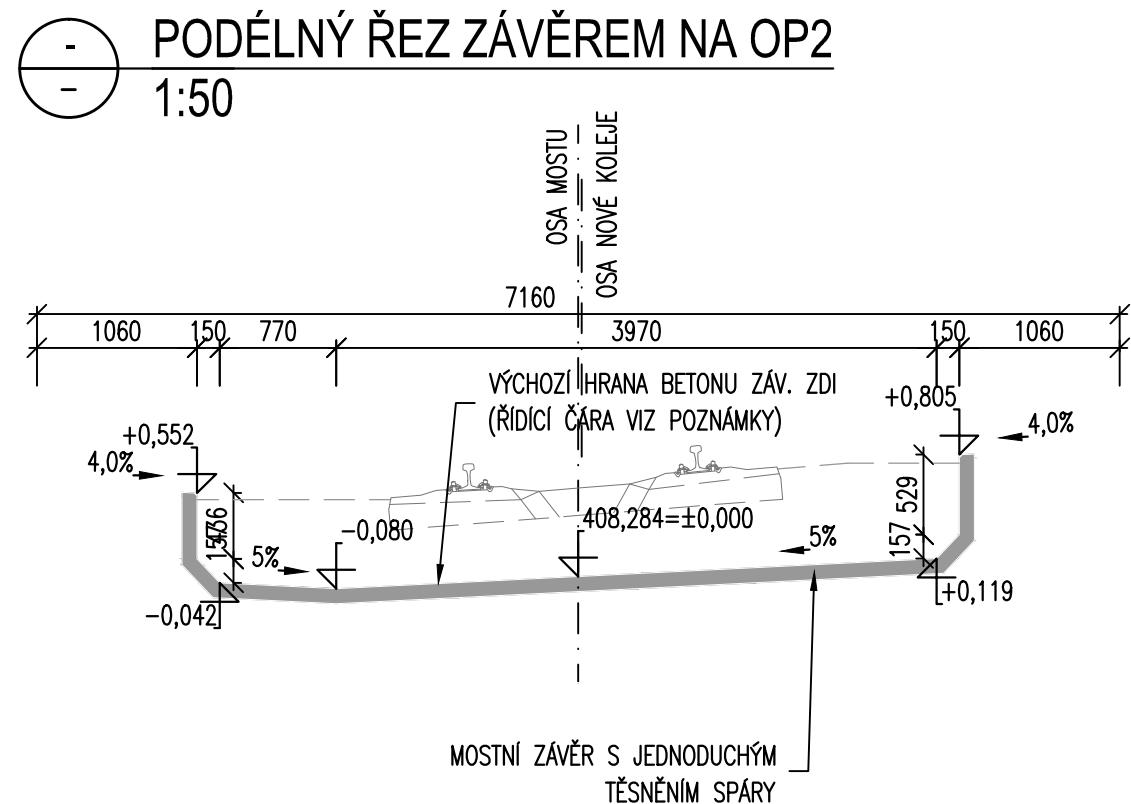 -
PODÉLNÝ ŘEZ ZÁVĚREM NA OP2
-
1:50
OSA MOSTU
OSA NOVÉ KOLEJE
7160
1060 150 770 3970 150 1060
VÝCHOZÍ HRANA BETONU ZÁV. ZDI
(ŘÍDÍCÍ ČÁRA VIZ POZNÁMKY)
+0,805
+0,552
4,0%
4,0%
529
157
436
-0,080
408,284=±0,000
5%
5%
157
-0,042
+0,119
MOSTNÍ ZÁVĚR S JEDNODUCHÝM
TĚSNĚNÍM SPÁRY